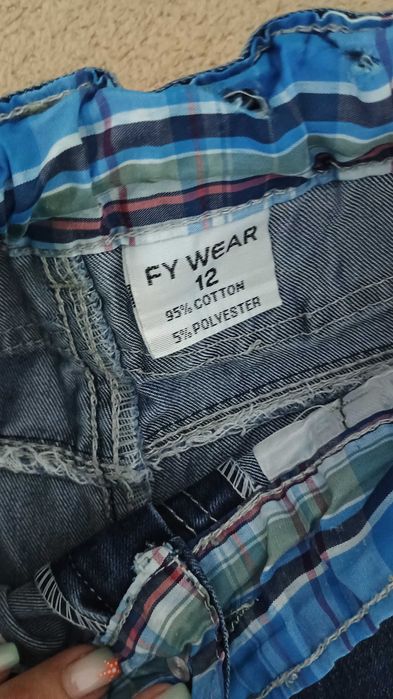 FY WEAR
12
95% COTTON
5% POLYESTER